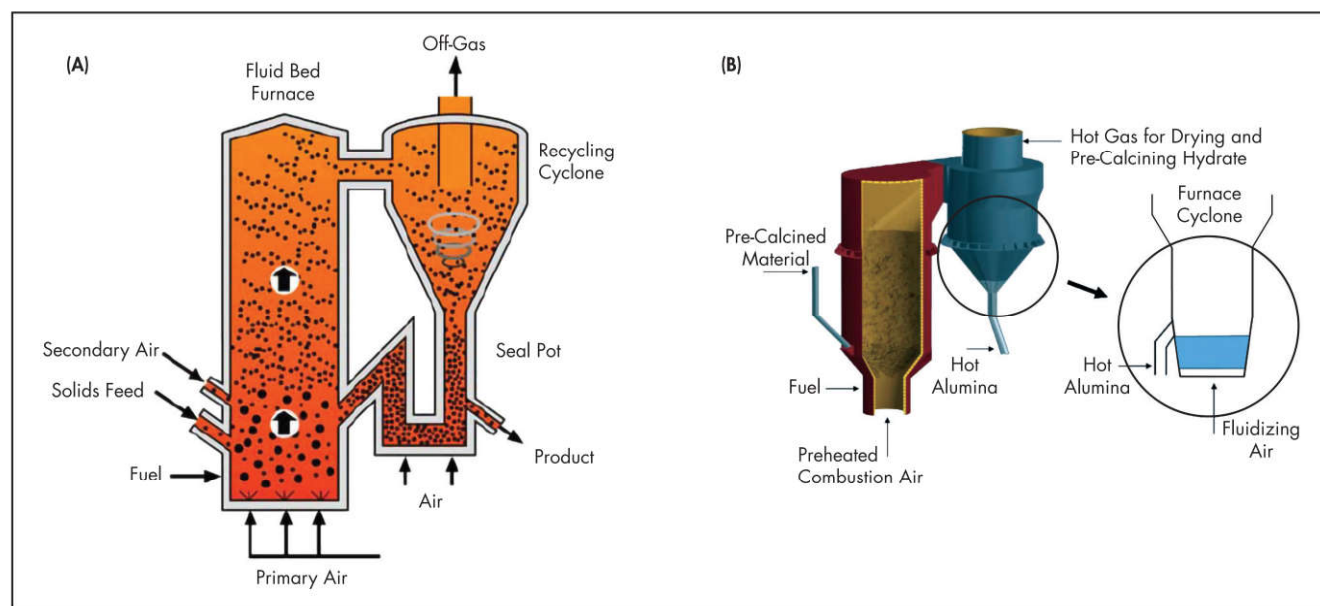 (A)
Off-Gas
Fluid Bed
Furnace
Recycling
Cyclone
Seal Pot
Secondary Air
Solids Feed
Fuel
Product
Air
Primary Air
(B)
Hot Gas for Drying and
Pre-Calcining Hydrate
Furnace
Cyclone
Pre-Calcined
Material
Hot
Alumina
Fuel
Hot
Alumina
Fluidizing
Air
Preheated
Combustion Air